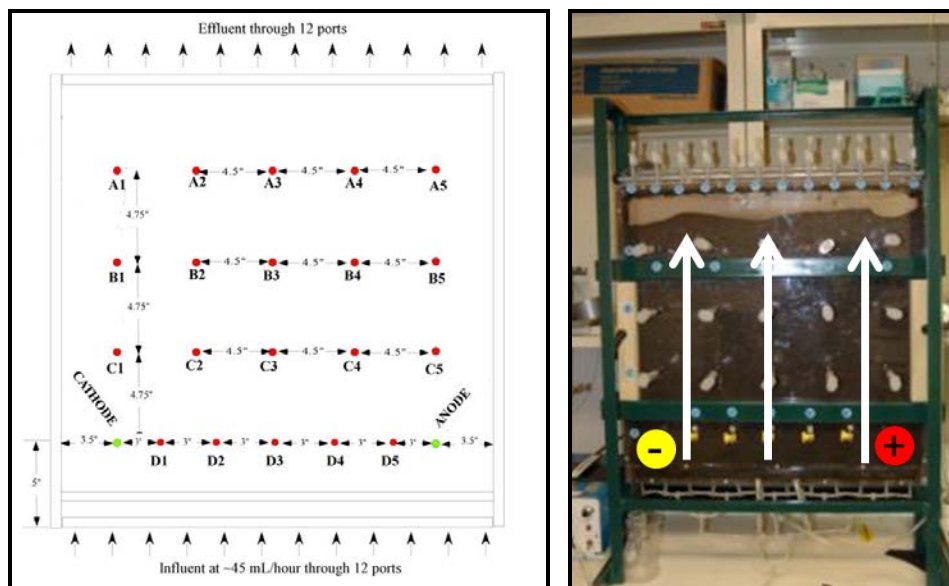 Effluent through 12 ports
4.5" 4.5" 4.5"
A1 A2 A3 A4 A5
4.75"
4.5" 4.5" 4.5"
B1 B2 B3 B4 B5
4.75"
4.5" 4.5" 4.5"
C1 C2 C3 C4 C5
CATHODE 4.75" ANODE
3.5" 3" 3" 3" 3" 3" 3" 3.5"
D1 D2 D3 D4 D5
5"
Influent at ~45 mL/hour through 12 ports
- +